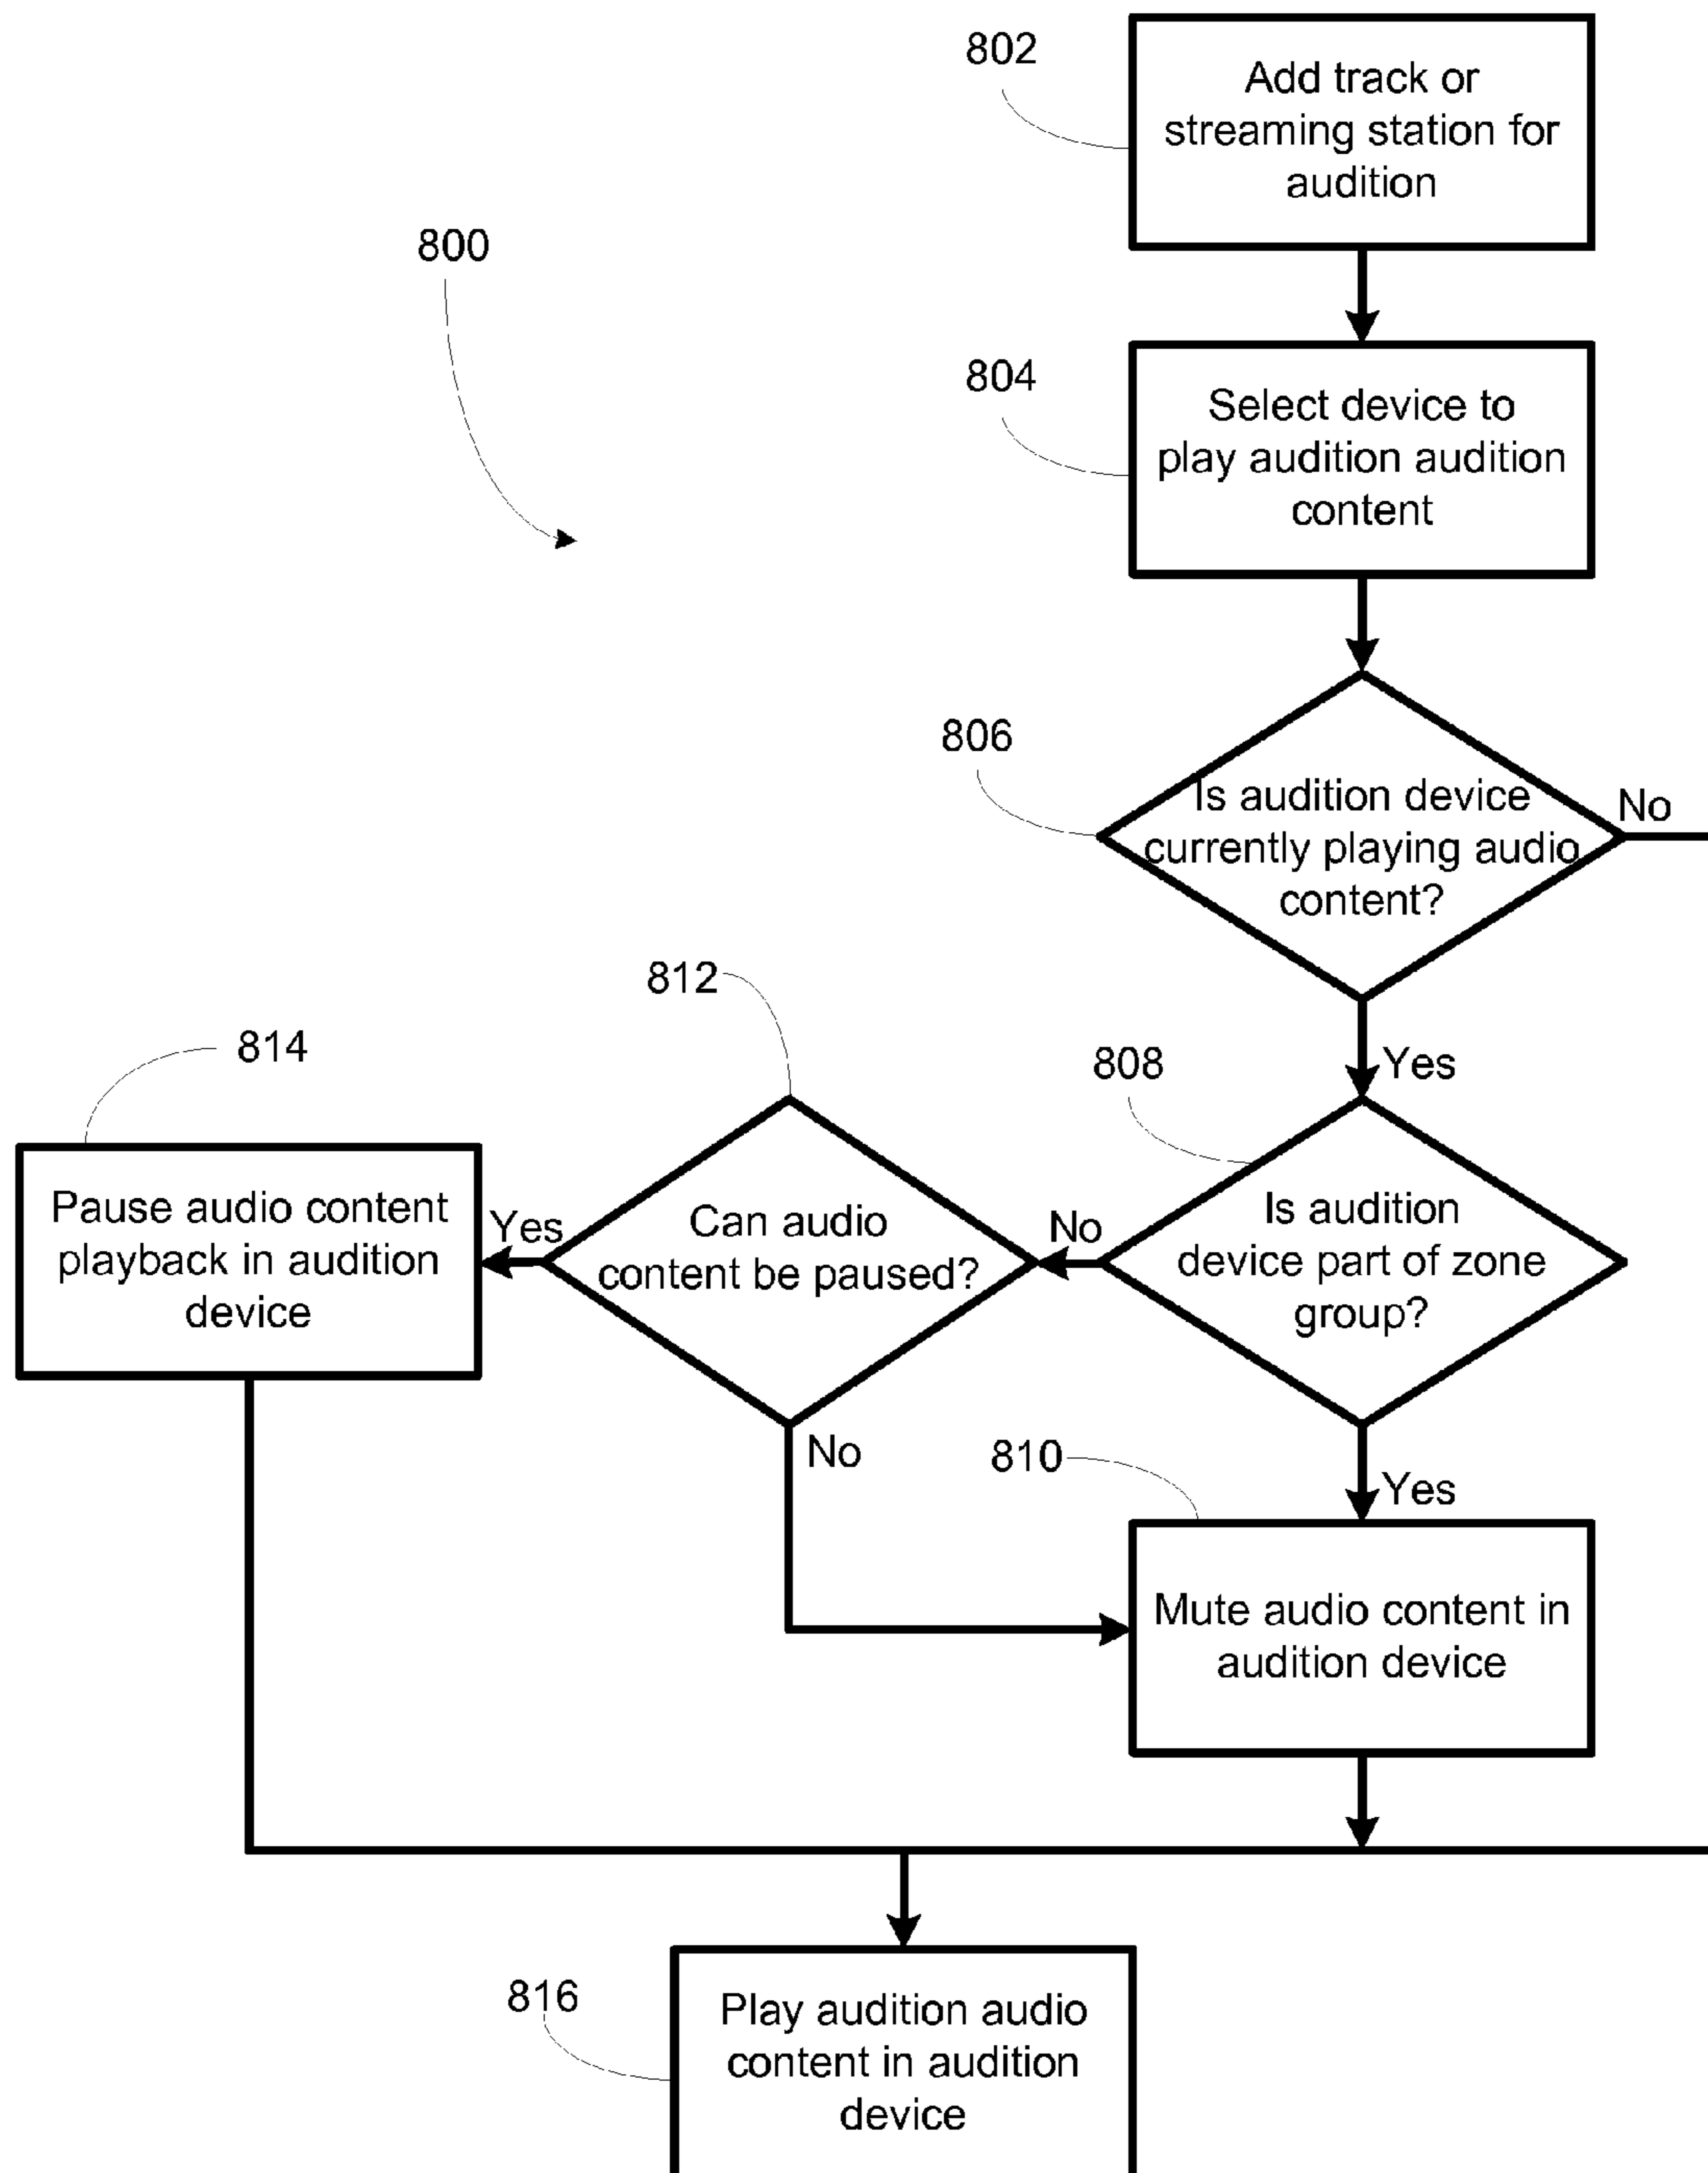 802
Add track or
streaming station for
audition
800
804
Select device to
play audition audition
content
806
Is audition device
currently playing audio
content?
No
812
814
808
Yes
Pause audio content
playback in audition
device
Yes
Can audio
content be paused?
No
Is audition
device part of zone
group?
No
810
Yes
Mute audio content in
audition device
816
Play audition audio
content in audition
device